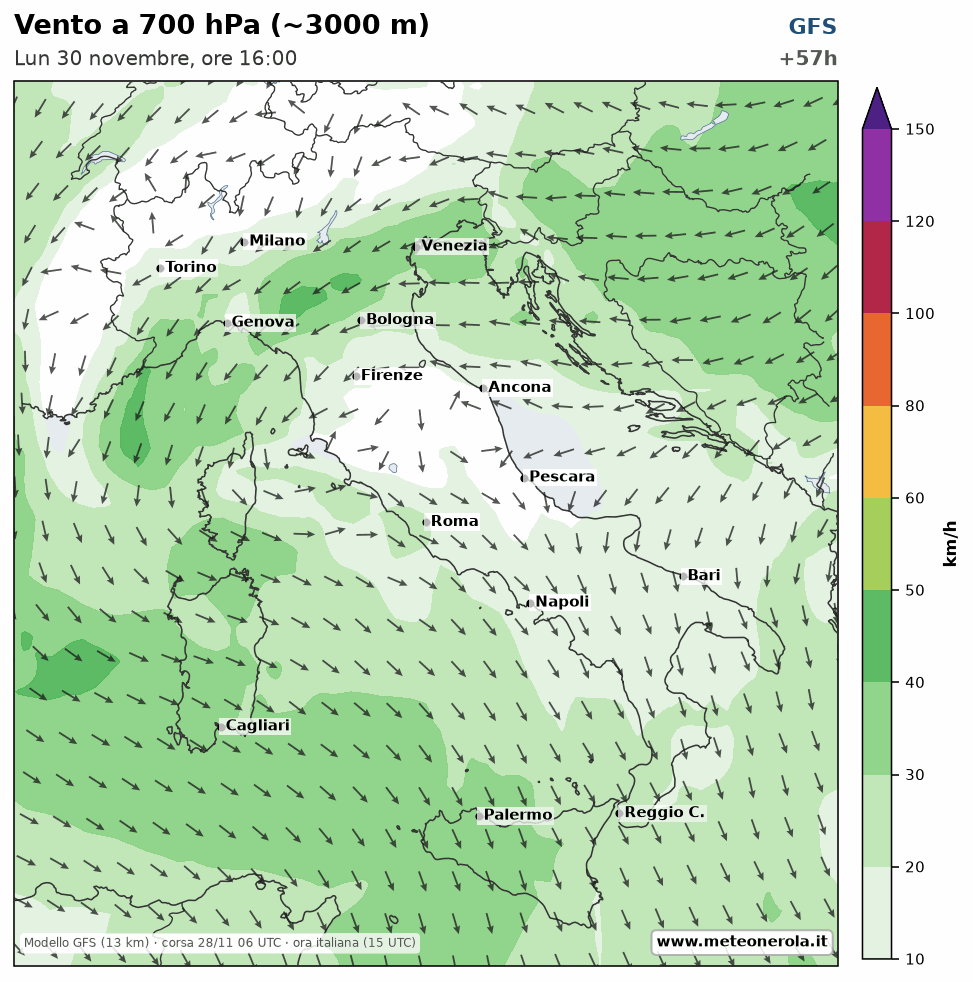 Vento a 700 hPa (~3000 m)
GFS
Lun 30 novembre, ore 16:00
+57h
150
120
100
80
60
50
40
30
20
10
km/h
Milano
Venezia
Torino
Genova
Bologna
Firenze
Ancona
Pescara
Roma
Bari
Napoli
Cagliari
Palermo
Reggio C.
Modello GFS (13 km) · corsa 28/11 06 UTC · ora italiana (15 UTC)
www.meteonerola.it